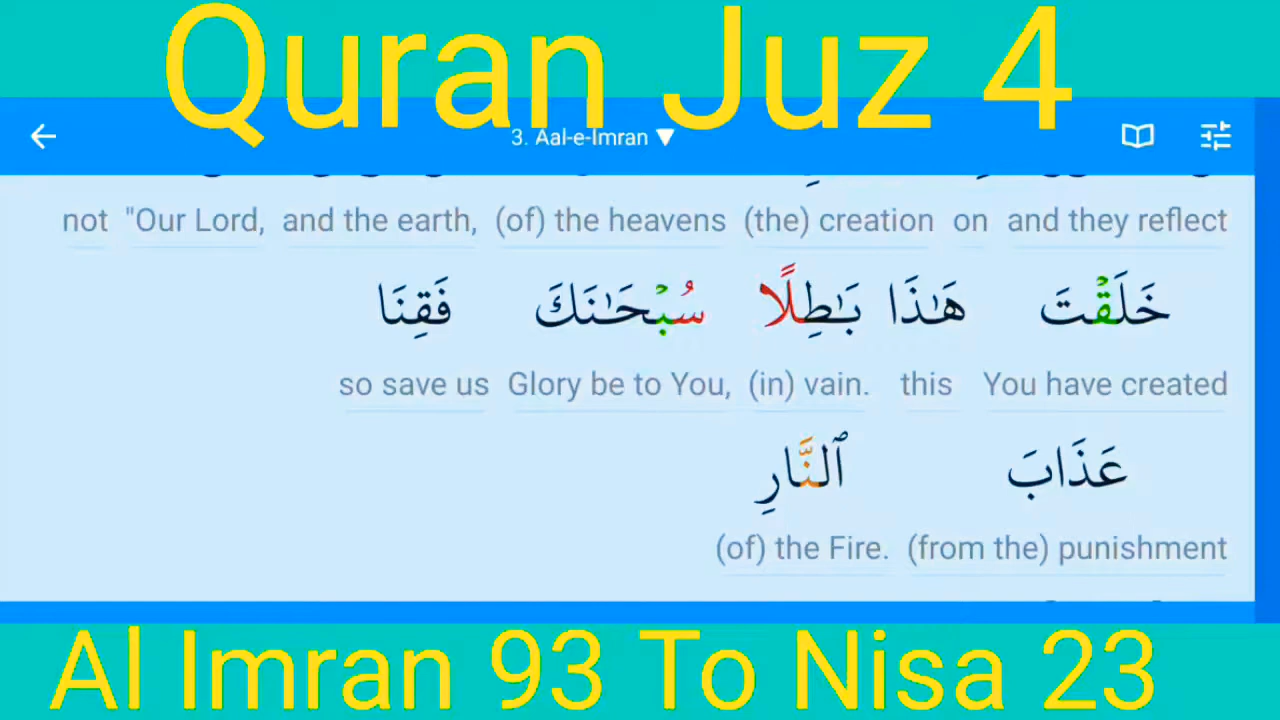 Quran Juz 4
3. Aal-e-Imran
not "Our Lord, and the earth, (of) the heavens (the) creation on and they reflect
خَلَقْتَ هَـٰذَا بَـٰطِلًا سُبْحَـٰنَكَ فَقِنَا
so save us Glory be to You, (in) vain. this You have created
عَذَابَ ٱلنَّارِ
(of) the Fire. (from the) punishment
Al Imran 93 To Nisa 23